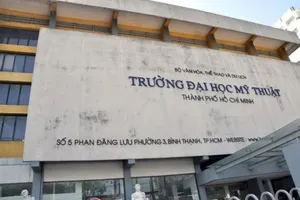 BỘ VĂN HÓA, THỂ THAO VÀ DU LỊCH
TRƯỜNG ĐẠI HỌC MỸ THUẬT
THÀNH PHỐ HỒ CHÍ MINH
SỐ 5 PHAN ĐĂNG LƯU PHƯỜNG 3, BÌNH THẠNH, TP.HCM - WEBSITE: